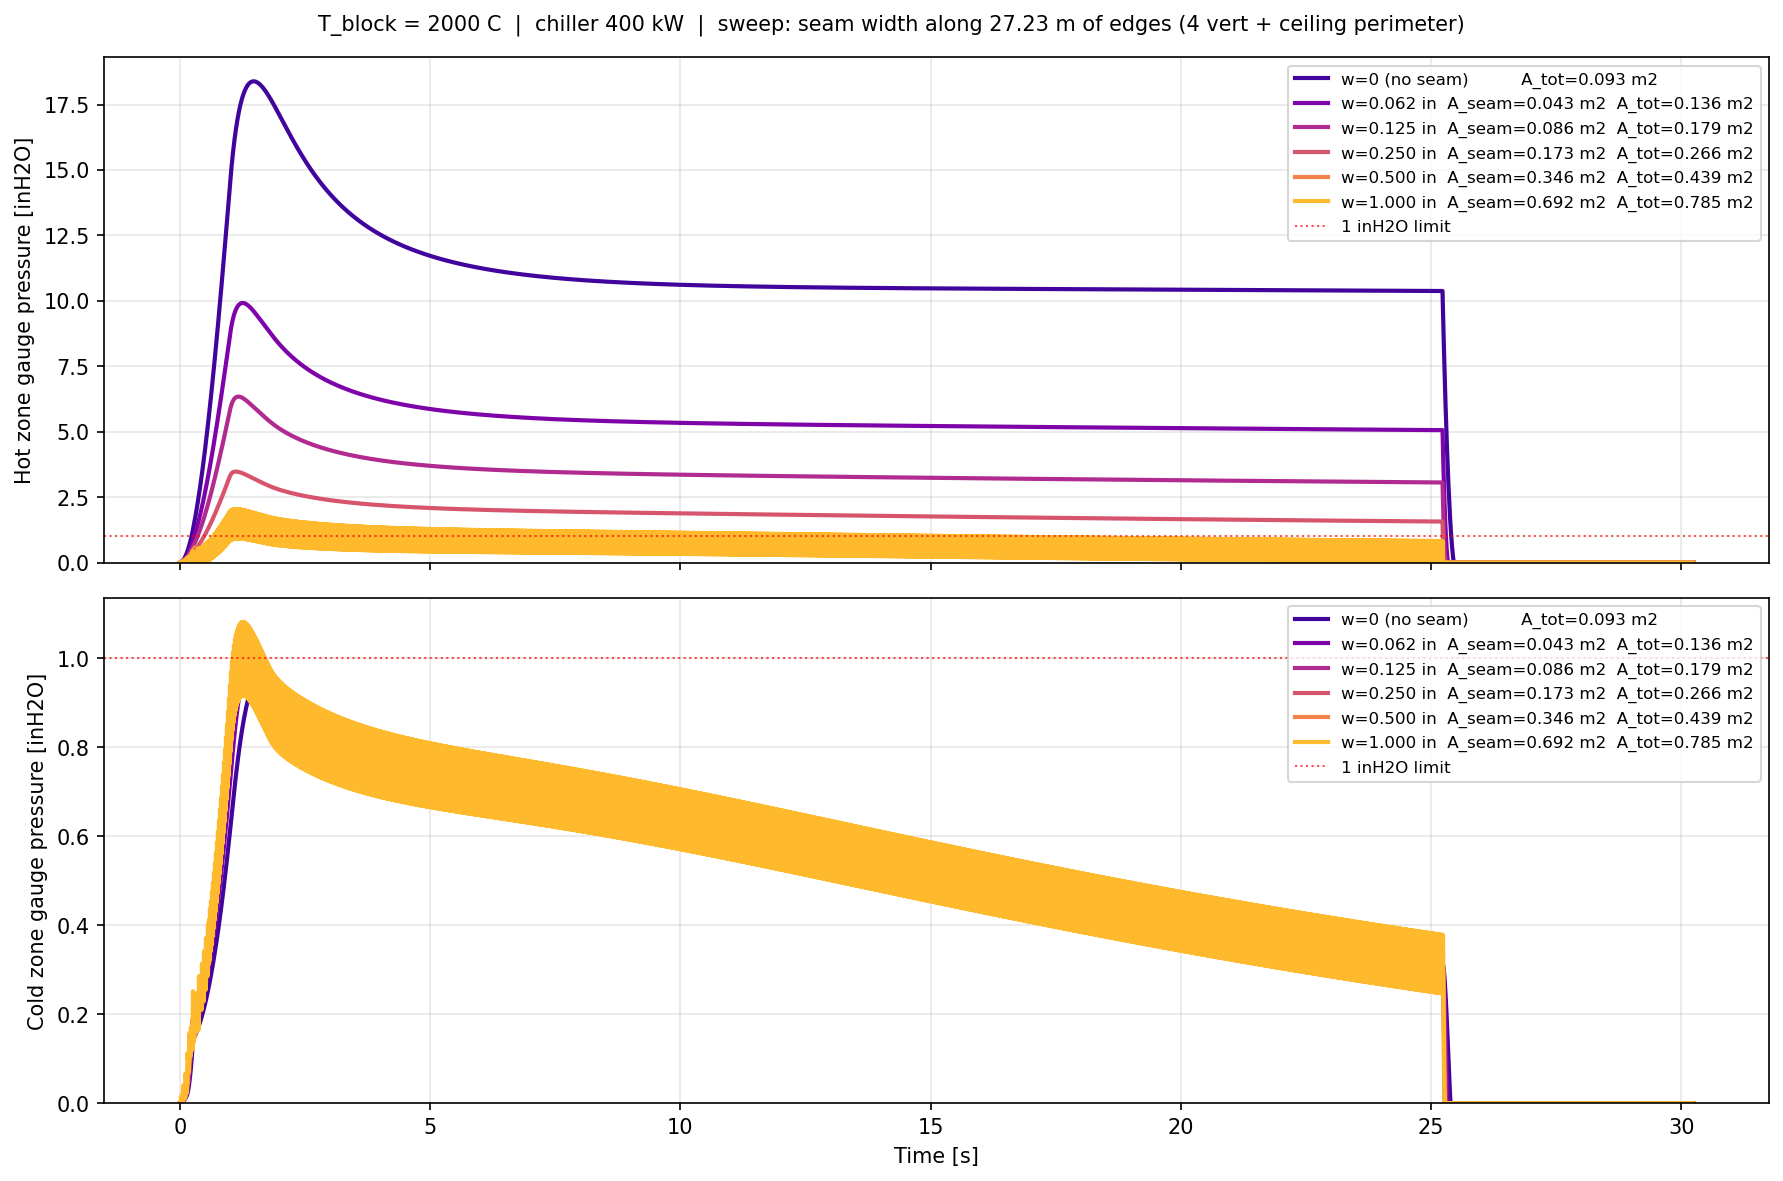 T_block = 2000 C  |  chiller 400 kW  |  sweep: seam width along 27.23 m of edges (4 vert + ceiling perimeter)
Hot zone gauge pressure [inH2O]
17.5
15.0
12.5
10.0
7.5
5.0
2.5
0.0
w=0 (no seam)          A_tot=0.093 m2
w=0.062 in  A_seam=0.043 m2  A_tot=0.136 m2
w=0.125 in  A_seam=0.086 m2  A_tot=0.179 m2
w=0.250 in  A_seam=0.173 m2  A_tot=0.266 m2
w=0.500 in  A_seam=0.346 m2  A_tot=0.439 m2
w=1.000 in  A_seam=0.692 m2  A_tot=0.785 m2
1 inH2O limit
Cold zone gauge pressure [inH2O]
1.0
0.8
0.6
0.4
0.2
0.0
w=0 (no seam)          A_tot=0.093 m2
w=0.062 in  A_seam=0.043 m2  A_tot=0.136 m2
w=0.125 in  A_seam=0.086 m2  A_tot=0.179 m2
w=0.250 in  A_seam=0.173 m2  A_tot=0.266 m2
w=0.500 in  A_seam=0.346 m2  A_tot=0.439 m2
w=1.000 in  A_seam=0.692 m2  A_tot=0.785 m2
1 inH2O limit
0 5 10 15 20 25 30
Time [s]